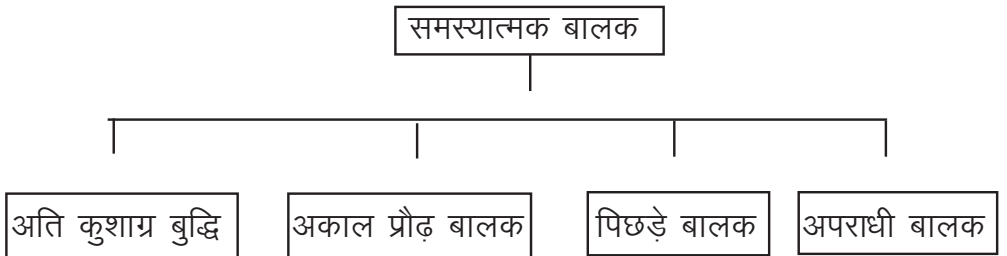 समस्यात्मक बालक
अति कुशाग्र बुद्धि
अकाल प्रौढ़ बालक
पिछड़े बालक
अपराधी बालक